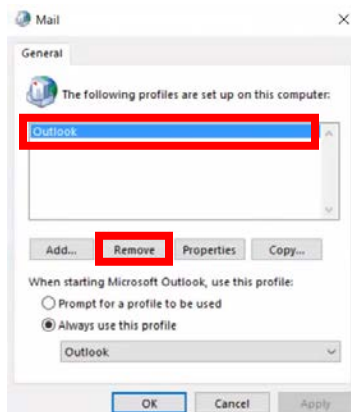 Mail
General
The following profiles are set up on this computer:
Outlook
Add... Remove Properties Copy...
When starting Microsoft Outlook, use this profile:
Prompt for a profile to be used
Always use this profile
Outlook
OK Cancel Apply